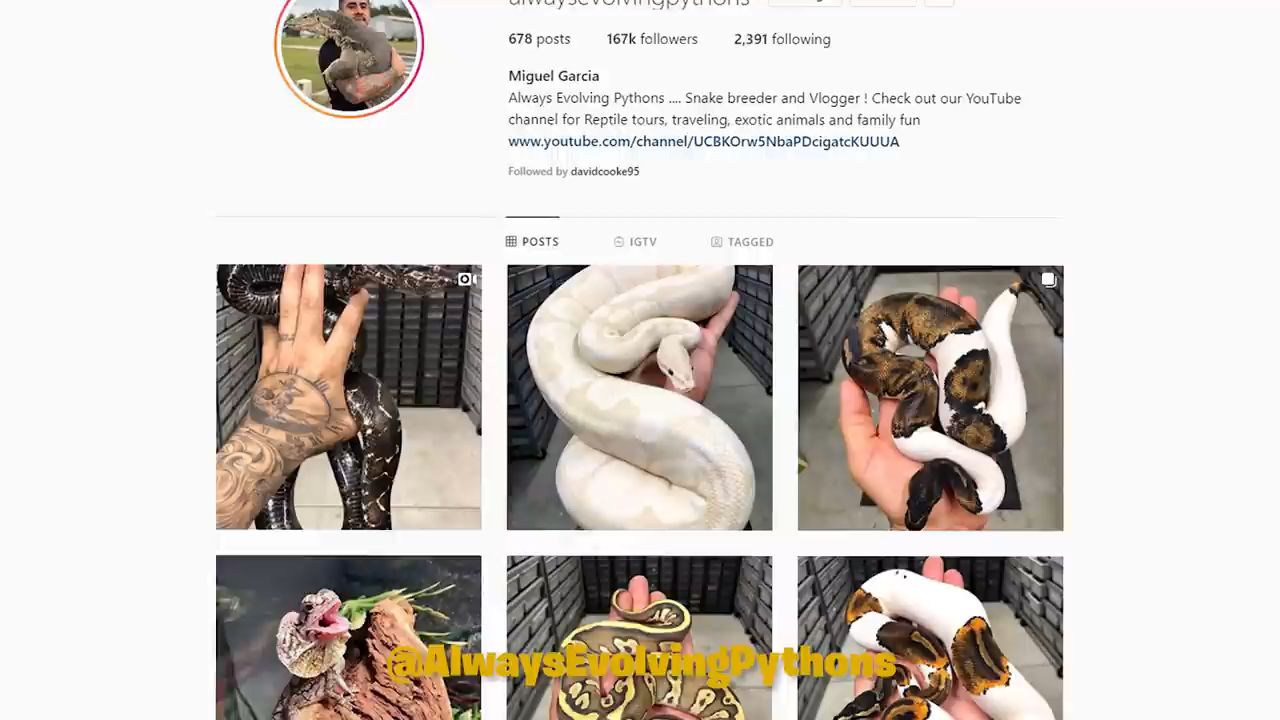 alwaysevolvingpythons
678 posts 167k followers 2,391 following
Miguel Garcia
Always Evolving Pythons .... Snake breeder and Vlogger ! Check out our YouTube
channel for Reptile tours, traveling, exotic animals and family fun
www.youtube.com/channel/UCBKOrw5NbaPDcigatcKUUUA
Followed by davidcooke95
POSTS IGTV TAGGED
@AlwaysEvolvingPythons